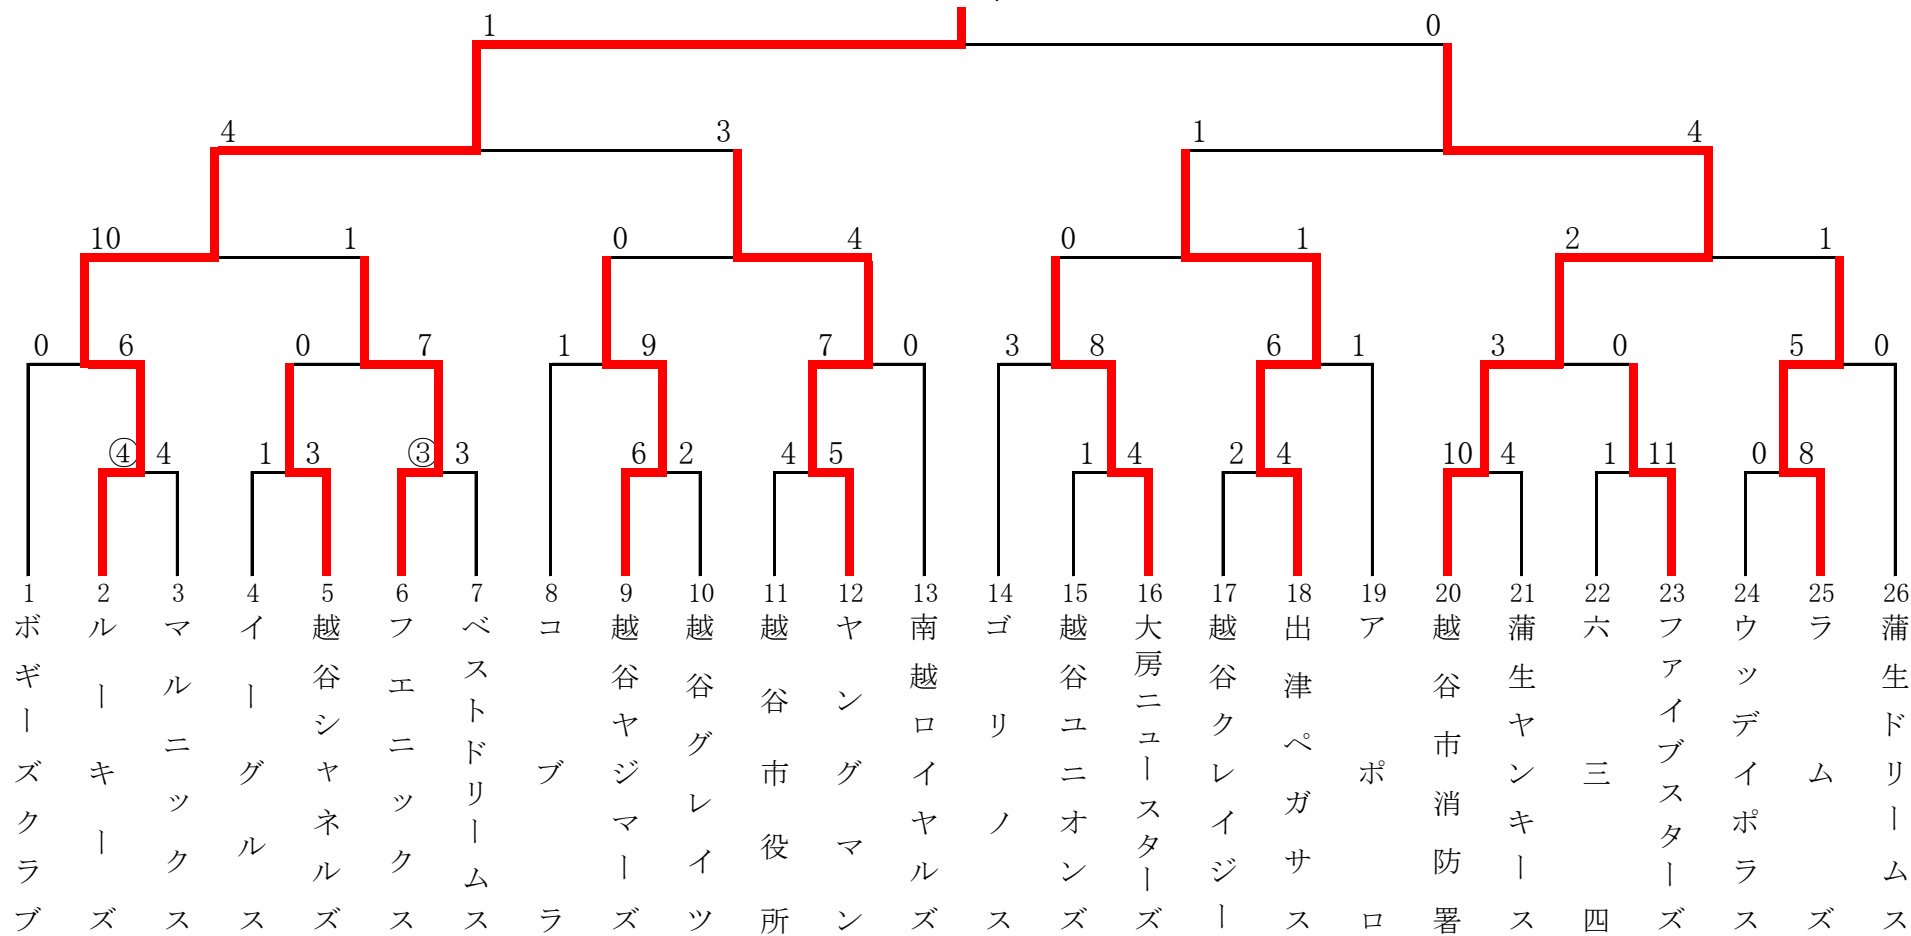 1 0
4 3 1 4
10 1 0 4 0 1 2 1
0 6 0 7 1 9 7 0 3 8 6 1 3 0 5 0
④ 4 1 3 ③ 3 6 2 4 5 1 4 2 4 10 4 1 11 0 8
1 2 3 4 5 6 7 8 9 10 11 12 13 14 15 16 17 18 19 20 21 22 23 24 25 26
ボギーズクラブ
ルーキーズ
マルニックス
イーグルス
越谷シャネルズ
フエニックス
ベストドリームス
コブラ
越谷ヤジマーズ
越谷グレイツ
越谷市役所
ヤングマン
南越ロイヤルズ
ゴリノス
越谷ユニオンズ
大房ニュースターズ
越谷クレイジー
出津ペガサス
アポロ
越谷市消防署
蒲生ヤンキース
六三四
ファイブスターズ
ウッデイポラス
ラムズ
蒲生ドリームス